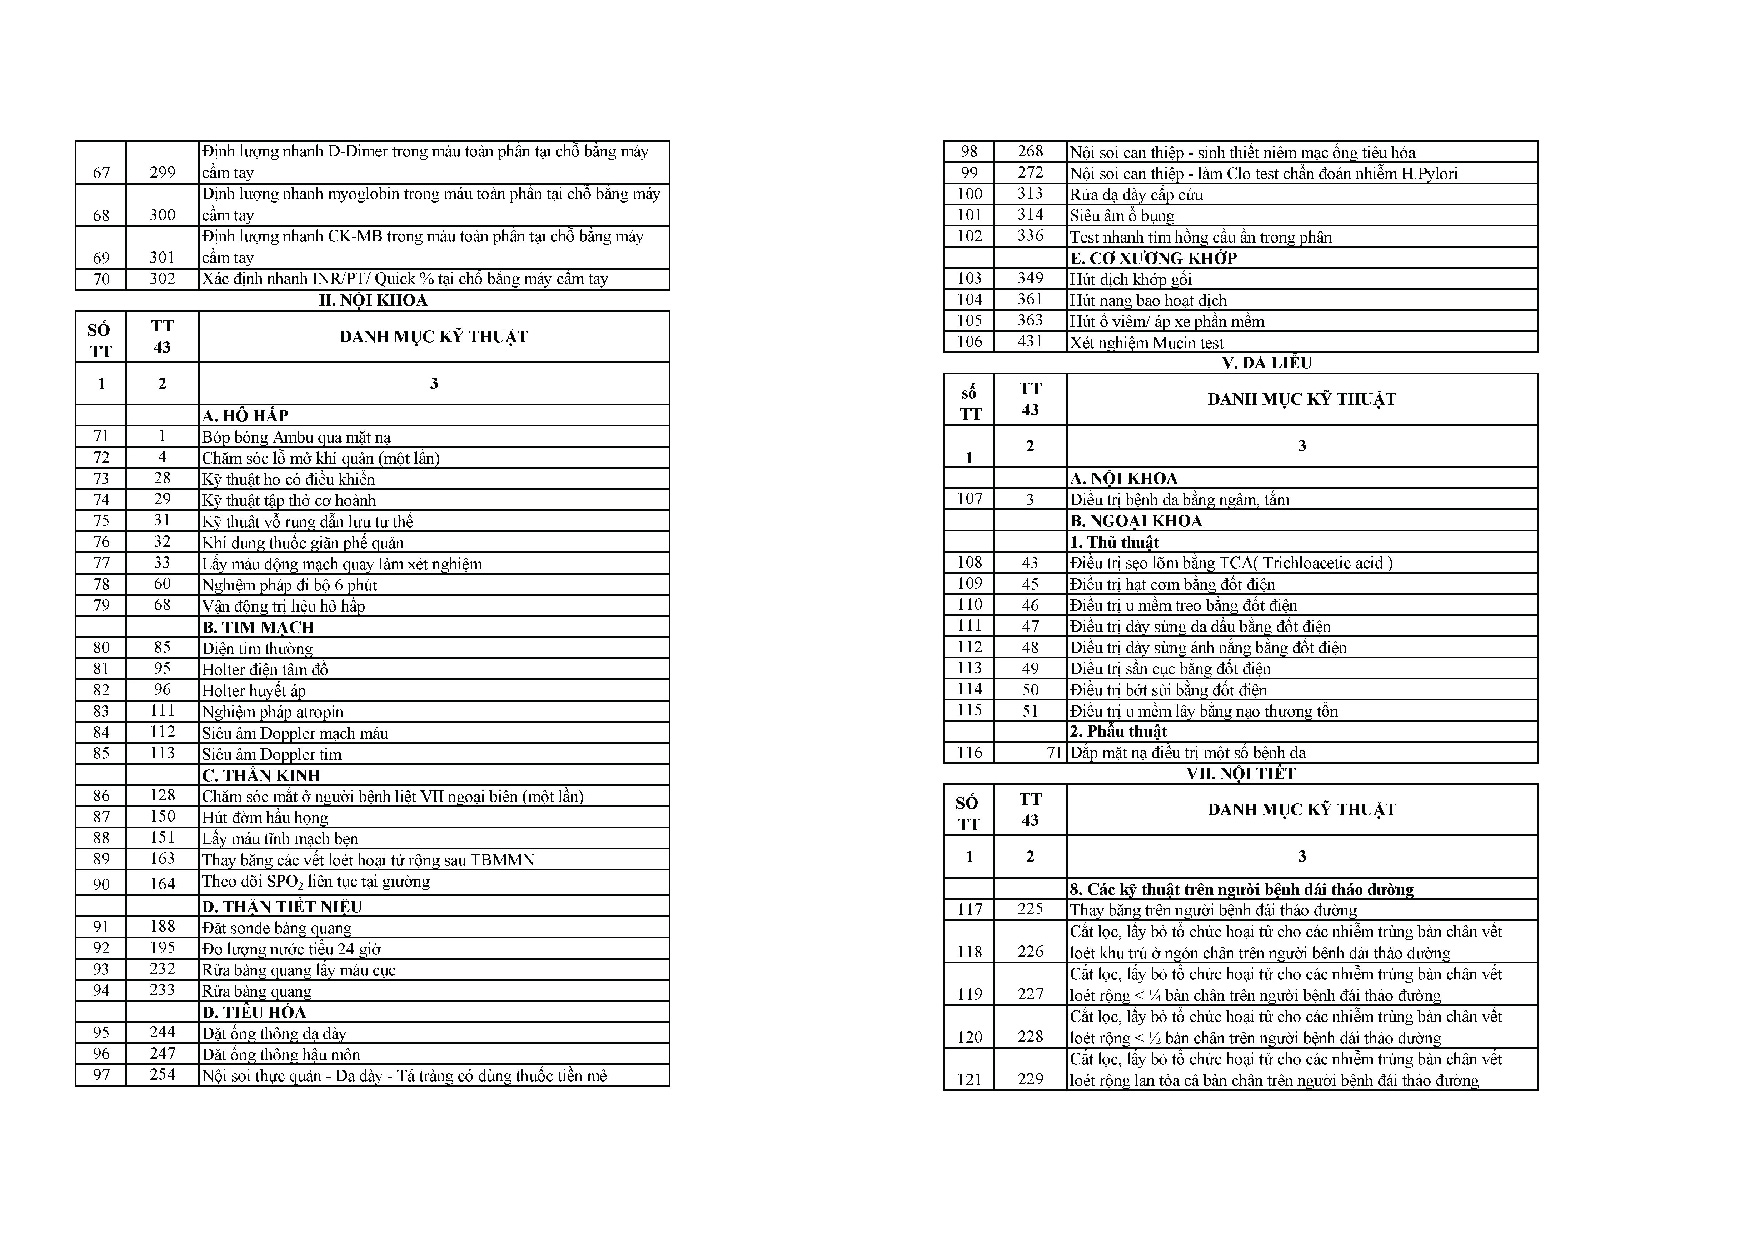 Định lượng nhanh D-Dimer trong máu toàn phần tại chỗ bằng máy
67 299 cầm tay
Định lượng nhanh myoglobin trong máu toàn phần tại chỗ bằng máy
68 300 cầm tay
Định lượng nhanh CK-MB trong máu toàn phần tại chỗ bằng máy
69 301 cầm tay
70 302 Xác định nhanh INR/PT/ Quick % tại chỗ bằng máy cầm tay
II. NỘI KHOA
SỐ TT
TT 43
DANH MỤC KỸ THUẬT
1 2 3
A. HÔ HẤP
71 1 Bóp bóng Ambu qua mặt nạ
72 4 Chăm sóc lỗ mở khí quản (một lần)
73 28 Kỹ thuật ho có điều khiển
74 29 Kỹ thuật tập thở cơ hoành
75 31 Kỹ thuật vỗ rung dẫn lưu tư thế
76 32 Khí dung thuốc giãn phế quản
77 33 Lấy máu động mạch quay làm xét nghiệm
78 60 Nghiệm pháp đi bộ 6 phút
79 68 Vận động trị liệu hô hấp
B. TIM MẠCH
80 85 Điện tim thường
81 95 Holter điện tâm đồ
82 96 Holter huyết áp
83 111 Nghiệm pháp atropin
84 112 Siêu âm Doppler mạch máu
85 113 Siêu âm Doppler tim
C. THẦN KINH
86 128 Chăm sóc mắt ở người bệnh liệt VII ngoại biên (một lần)
87 150 Hút đờm hầu họng
88 151 Lấy máu tĩnh mạch bẹn
89 163 Thay băng các vết loét hoại tử rộng sau TBMMN
90 164 Theo dõi SPO2 liên tục tại giường
D. THẬN TIẾT NIỆU
91 188 Đặt sonde bàng quang
92 195 Đo lượng nước tiểu 24 giờ
93 232 Rửa bàng quang lấy máu cục
94 233 Rửa bàng quang
D. TIÊU HÓA
95 244 Đặt ống thông dạ dày
96 247 Đặt ống thông hậu môn
97 254 Nội soi thực quản - Dạ dày - Tá tràng có dùng thuốc tiền mê
98 268 Nội soi can thiệp - sinh thiết niêm mạc ống tiêu hóa
99 272 Nội soi can thiệp - làm Clo test chẩn đoán nhiễm H.Pylori
100 313 Rửa dạ dày cấp cứu
101 314 Siêu âm ổ bụng
102 336 Test nhanh tìm hồng cầu ẩn trong phân
E. CƠ XƯƠNG KHỚP
103 349 Hút dịch khớp gối
104 361 Hút nang bao hoạt dịch
105 363 Hút ổ viêm/ áp xe phần mềm
106 431 Xét nghiệm Mucin test
V. DA LIỄU
số TT
TT 43
DANH MỤC KỸ THUẬT
1 2 3
A. NỘI KHOA
107 3 Điều trị bệnh da bằng ngâm, tắm
B. NGOẠI KHOA
1. Thủ thuật
108 43 Điều trị sẹo lõm bằng TCA( Trichloacetic acid )
109 45 Điều trị hạt cơm bằng đốt điện
110 46 Điều trị u mềm treo bằng đốt điện
111 47 Điều trị dày sừng da dầu bằng đốt điện
112 48 Điều trị dày sừng ánh nắng bằng đốt điện
113 49 Điều trị sẩn cục bằng đốt điện
114 50 Điều trị bớt sùi bằng đốt điện
115 51 Điều trị u mềm lây bằng nạo thương tổn
2. Phẫu thuật
116 71 Đắp mặt nạ điều trị một số bệnh da
VII. NỘI TIẾT
SỐ TT
TT 43
DANH MỤC KỸ THUẬT
1 2 3
8. Các kỹ thuật trên người bệnh đái tháo đường
117 225 Thay băng trên người bệnh đái tháo đường
Cắt lọc, lấy bỏ tổ chức hoại tử cho các nhiễm trùng bàn chân vết
118 226 loét khu trú ở ngón chân trên người bệnh đái tháo đường
Cắt lọc, lấy bỏ tổ chức hoại tử cho các nhiễm trùng bàn chân vết
119 227 loét rộng < ¼ bàn chân trên người bệnh đái tháo đường
Cắt lọc, lấy bỏ tổ chức hoại tử cho các nhiễm trùng bàn chân vết
120 228 loét rộng < ½ bàn chân trên người bệnh đái tháo đường
Cắt lọc, lấy bỏ tổ chức hoại tử cho các nhiễm trùng bàn chân vết
121 229 loét rộng lan tỏa cả bàn chân trên người bệnh đái tháo đường